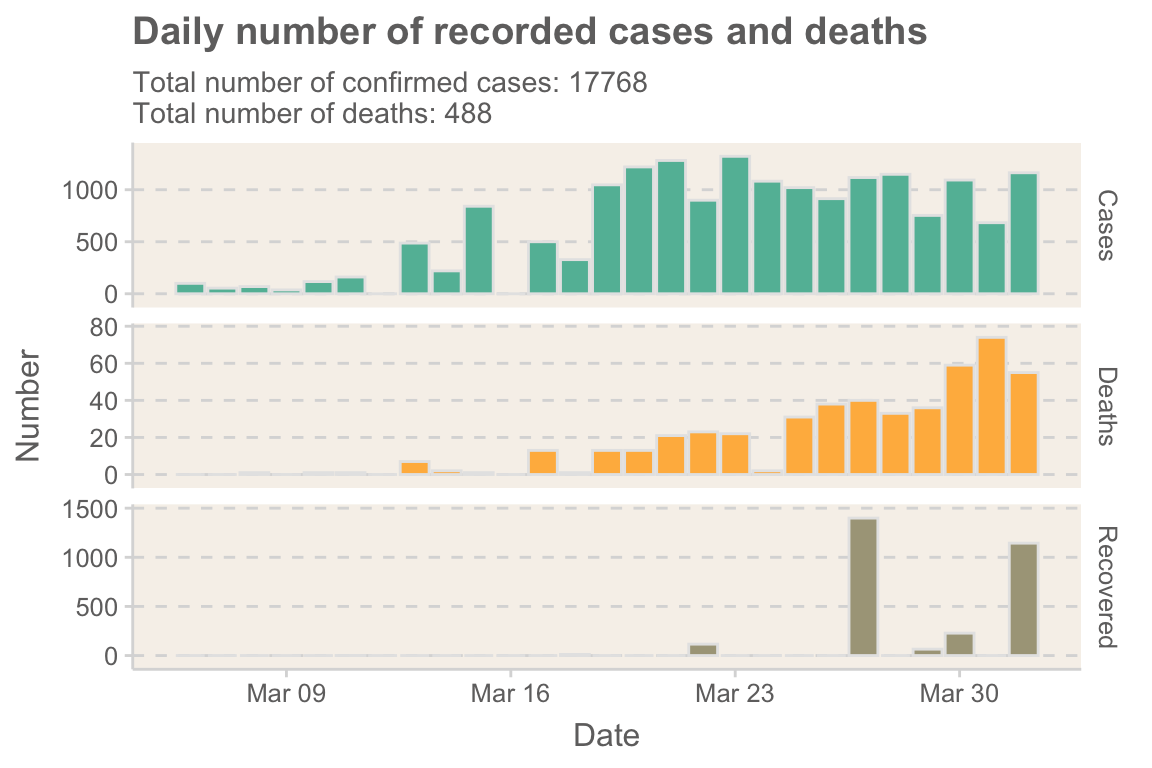 Daily number of recorded cases and deaths
Total number of confirmed cases: 17768
Total number of deaths: 488
1000
500
0
Cases
80
60
40
20
0
Deaths
1500
1000
500
0
Recovered
Number
Mar 09 Mar 16 Mar 23 Mar 30
Date